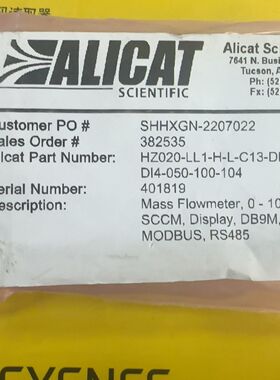 ALICAT
SCIENTIFIC
Alicat Sci
7641 N. Busi
Tucson, A
Ph: (52
Fx: (52
ustomer PO # SHHXGN-2207022
ales Order # 382535
licat Part Number: HZ020-LL1-H-L-C13-DI
DI4-050-100-104
erial Number: 401819
escription: Mass Flowmeter, 0 - 10
SCCM, Display, DB9M,
MODBUS, RS485